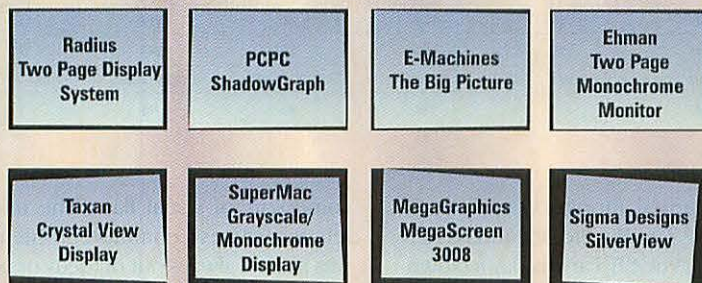 Radius
Two Page Display
System
PCPC
ShadowGraph
E-Machines
The Big Picture
Ehman
Two Page
Monochrome
Monitor
Taxan
Crystal View
Display
SuperMac
Grayscale/
Monochrome
Display
MegaGraphics
MegaScreen
3008
Sigma Designs
SilverView